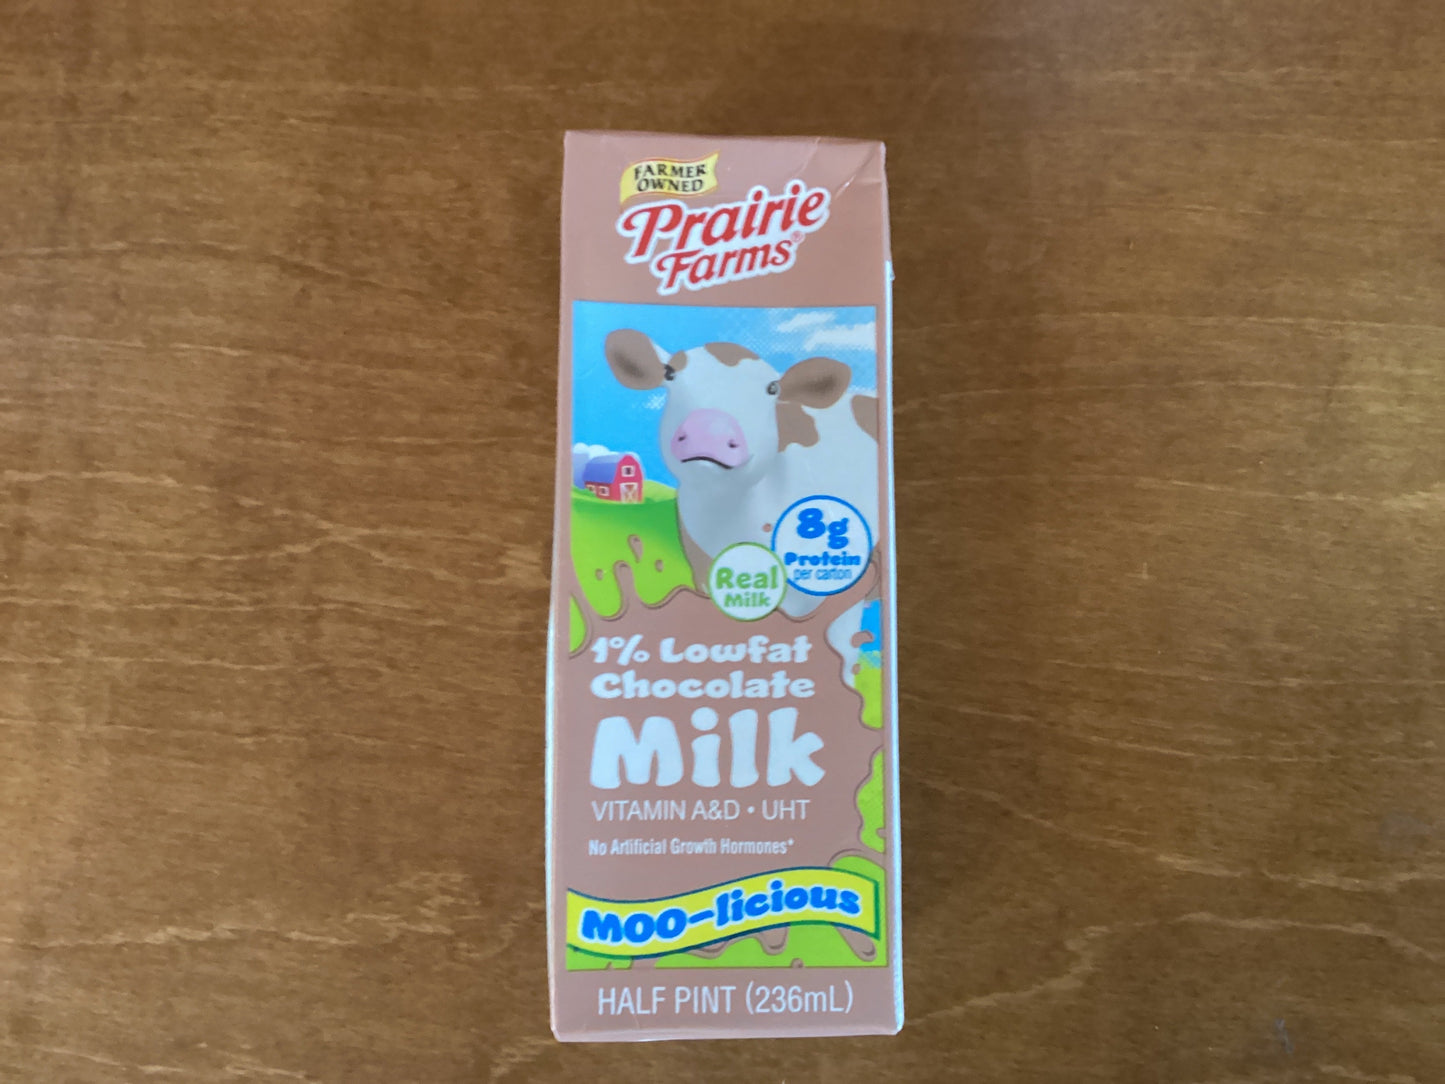 FARMER
OWNED
Prairie
Farms®
8g
Protein
per carton
Real
Milk
1% Lowfat
Chocolate
Milk
VITAMIN A&D • UHT
No Artificial Growth Hormones*
Moo-licious
HALF PINT (236mL)